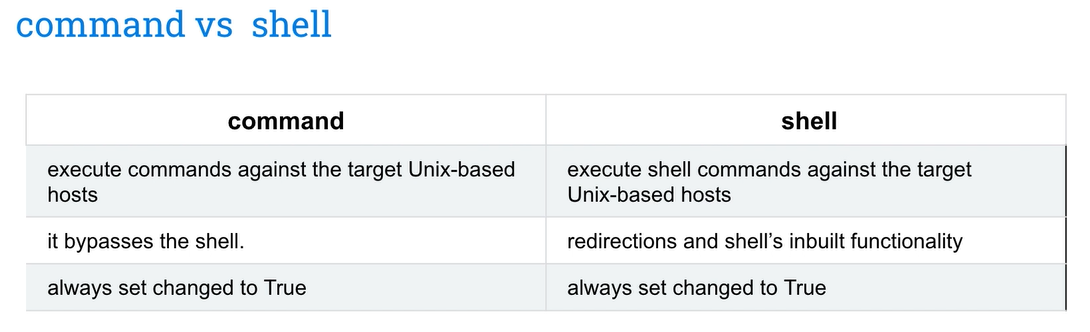 command vs shell
command
shell
execute commands against the target Unix-based
hosts
execute shell commands against the target
Unix-based hosts
it bypasses the shell.
redirections and shell’s inbuilt functionality
always set changed to True
always set changed to True